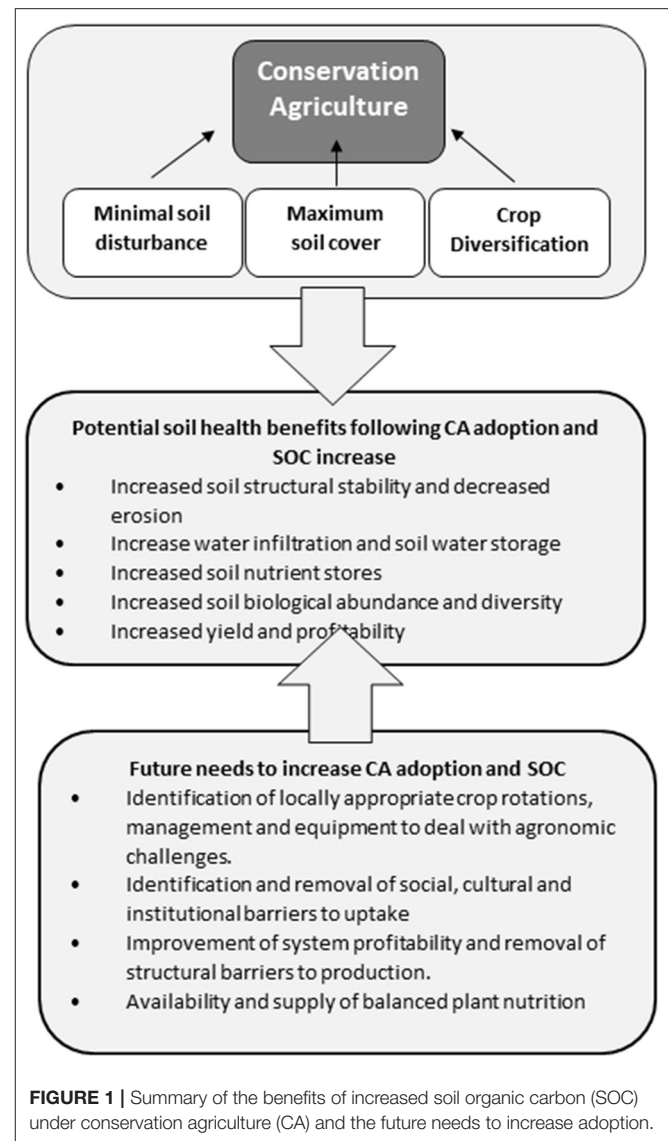 Conservation
Agriculture
Minimal soil
disturbance
Maximum
soil cover
Crop
Diversification
Potential soil health benefits following CA adoption and
SOC increase
• Increased soil structural stability and decreased
erosion
• Increase water infiltration and soil water storage
• Increased soil nutrient stores
• Increased soil biological abundance and diversity
• Increased yield and profitability
Future needs to increase CA adoption and SOC
• Identification of locally appropriate crop rotations,
management and equipment to deal with agronomic
challenges.
• Identification and removal of social, cultural and
institutional barriers to uptake
• Improvement of system profitability and removal of
structural barriers to production.
• Availability and supply of balanced plant nutrition
FIGURE 1 | Summary of the benefits of increased soil organic carbon (SOC)
under conservation agriculture (CA) and the future needs to increase adoption.